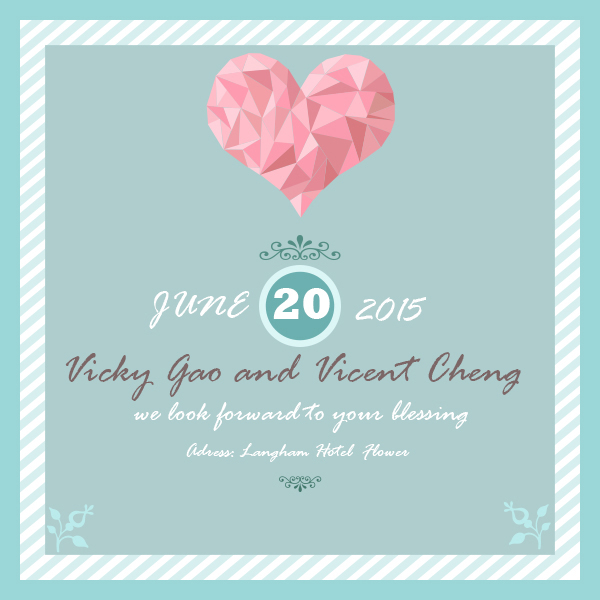 JUNE 20 2015
Vicky Gao and Vicent Cheng
we look forward to your blessing
Adress: Langham Hotel Flower